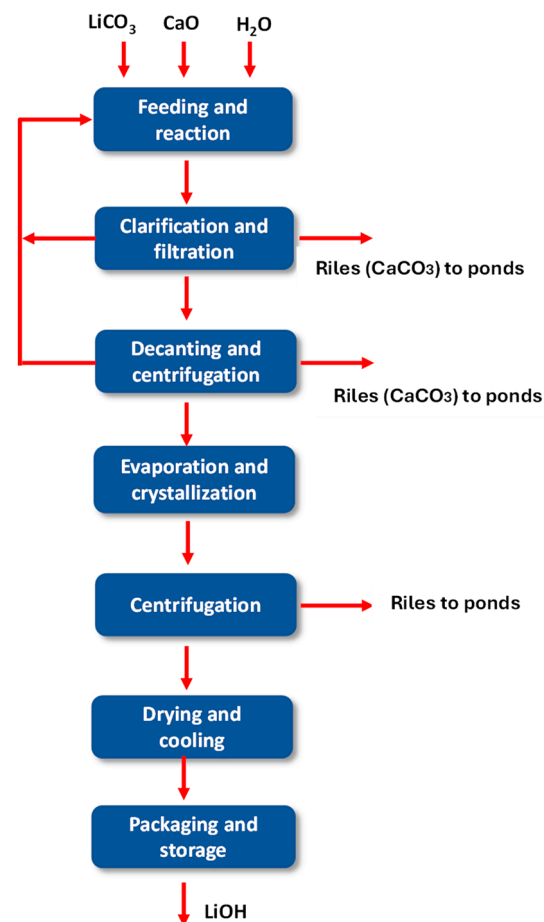 LiCO₃ CaO H₂O
Feeding and
reaction
Clarification and
filtration
Riles (CaCO₃) to ponds
Decanting and
centrifugation
Riles (CaCO₃) to ponds
Evaporation and
crystallization
Centrifugation
Riles to ponds
Drying and
cooling
Packaging and
storage
LiOH